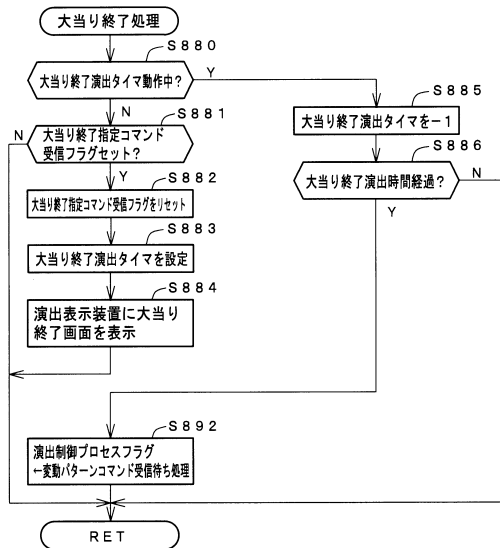 大当り終了処理
S880
大当り終了演出タイマ動作中?
Y
N
S881
大当り終了指定コマンド
受信フラグセット?
N
Y
S882
大当り終了指定コマンド受信フラグをリセット
S883
大当り終了演出タイマを設定
S884
演出表示装置に大当り
終了画面を表示
S885
大当り終了演出タイマを－1
S886
大当り終了演出時間経過?
N
Y
S892
演出制御プロセスフラグ
←変動パターンコマンド受信待ち処理
RET